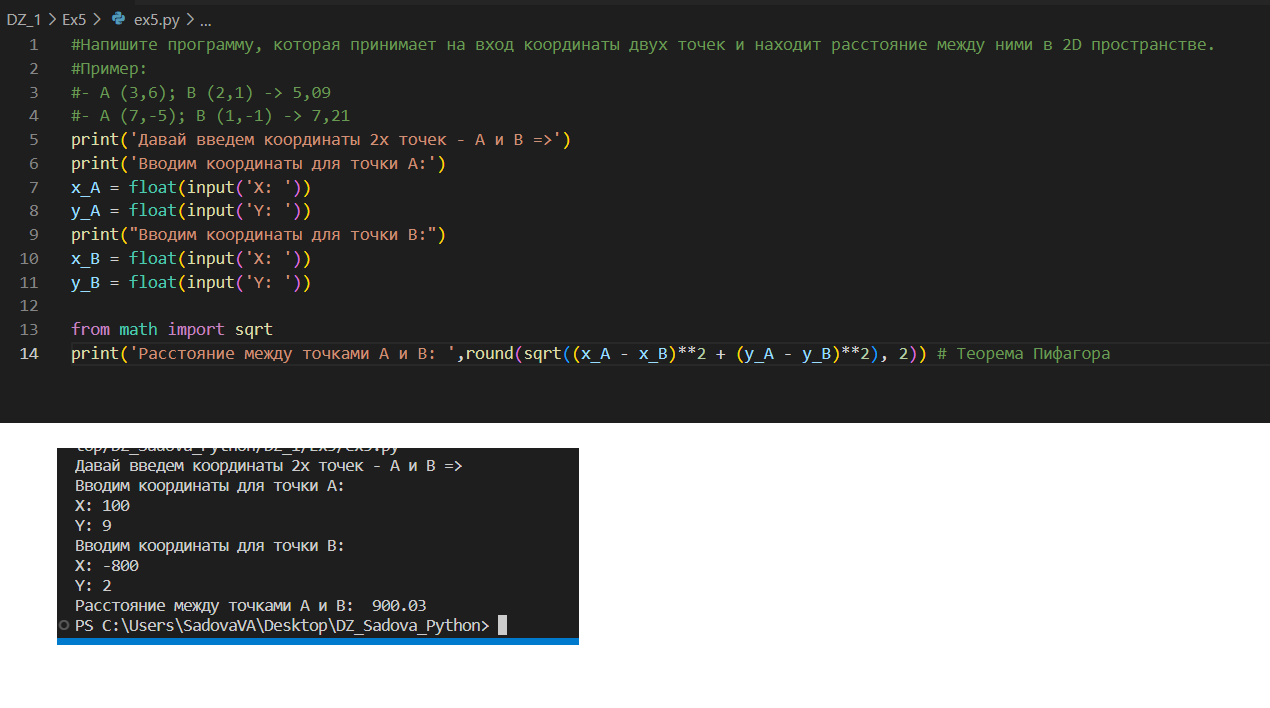 DZ_1 > Ex5 > ex5.py > ...
1 #Напишите программу, которая принимает на вход координаты двух точек и находит расстояние между ними в 2D пространстве.
2 #Пример:
3 #- A (3,6); B (2,1) -> 5,09
4 #- A (7,-5); B (1,-1) -> 7,21
5 print('Давай введем координаты 2х точек - А и В =>')
6 print('Вводим координаты для точки А:')
7 x_A = float(input('X: '))
8 y_A = float(input('Y: '))
9 print("Вводим координаты для точки В:")
10 x_B = float(input('X: '))
11 y_B = float(input('Y: '))
12
13 from math import sqrt
14 print('Расстояние между точками А и В: ',round(sqrt((x_A - x_B)**2 + (y_A - y_B)**2), 2)) # Теорема Пифагора
top/DZ_Sadova_Python/DZ_1/Ex5/ex5.py
Давай введем координаты 2х точек - А и В =>
Вводим координаты для точки А:
X: 100
Y: 9
Вводим координаты для точки В:
X: -800
Y: 2
Расстояние между точками А и В:  900.03
PS C:\Users\SadovaVA\Desktop\DZ_Sadova_Python>